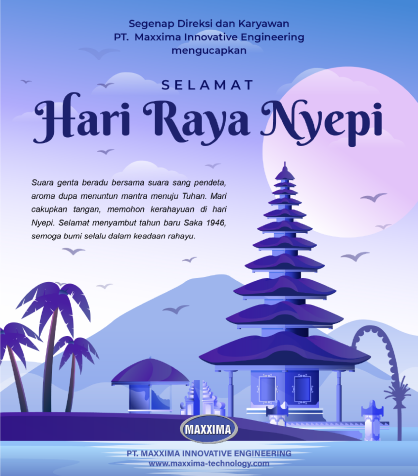 Segenap Direksi dan Karyawan
PT. Maxxima Innovative Engineering
mengucapkan
SELAMAT
Hari Raya Nyepi
Suara genta beradu bersama suara sang pendeta,
aroma dupa menuntun mantra menuju Tuhan. Mari
cakupkan tangan, memohon kerahayuan di hari
Nyepi. Selamat menyambut tahun baru Saka 1946,
semoga bumi selalu dalam keadaan rahayu.
MAXXIMA
PT. MAXXIMA INNOVATIVE ENGINEERING
www.maxxima-technology.com